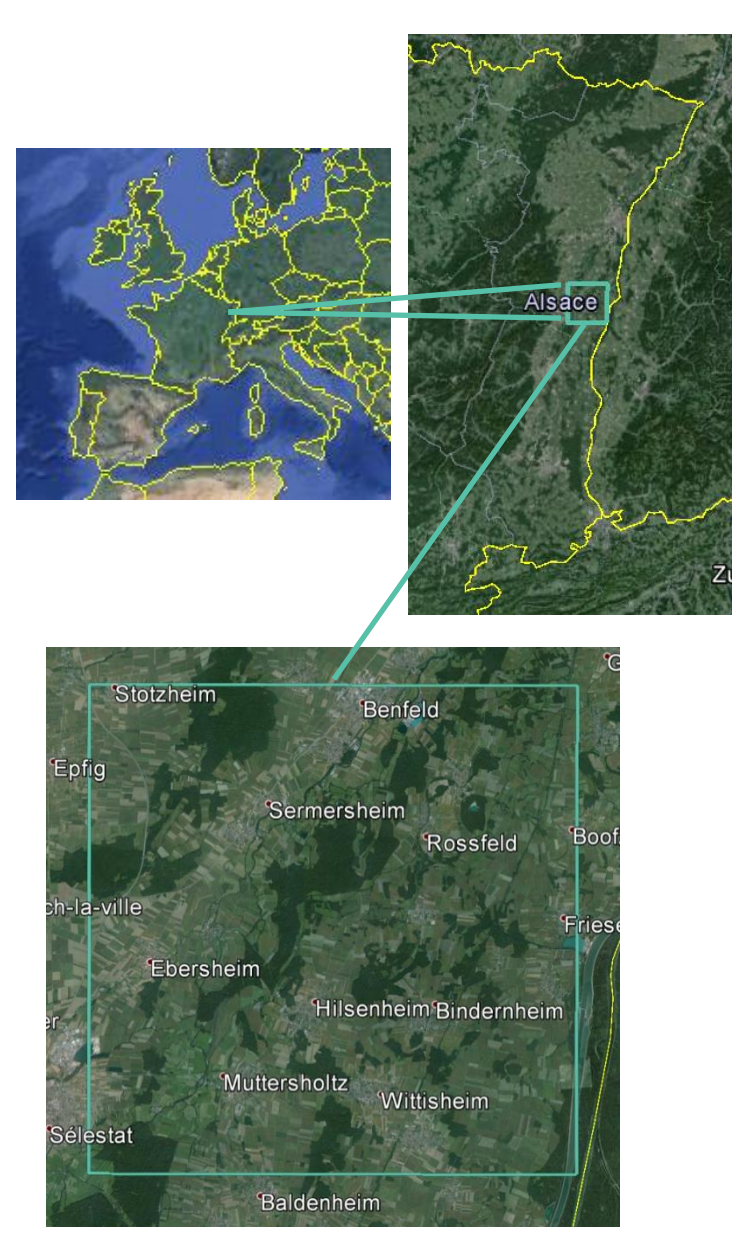 Alsace
Zu
G
Stotzheim
Benfeld
Epfig
Sermersheim
Rossfeld
Boof
ch-la-ville
Friese
Ebersheim
Hilsenheim
Bindernheim
er
Muttersholtz
Wittisheim
Sélestat
Baldenheim